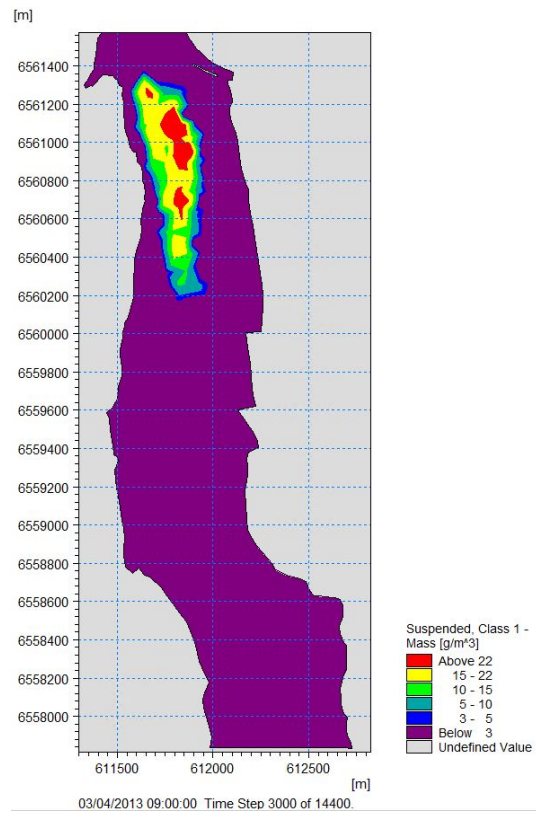 [m]
6561400
6561200
6561000
6560800
6560600
6560400
6560200
6560000
6559800
6559600
6559400
6559200
6559000
6558800
6558600
6558400
6558200
6558000
611500 612000 612500
[m]
03/04/2013 09:00:00 Time Step 3000 of 14400.
Suspended, Class 1 -
Mass [g/m^3]
Above 22
15 - 22
10 - 15
5 - 10
3 - 5
Below 3
Undefined Value